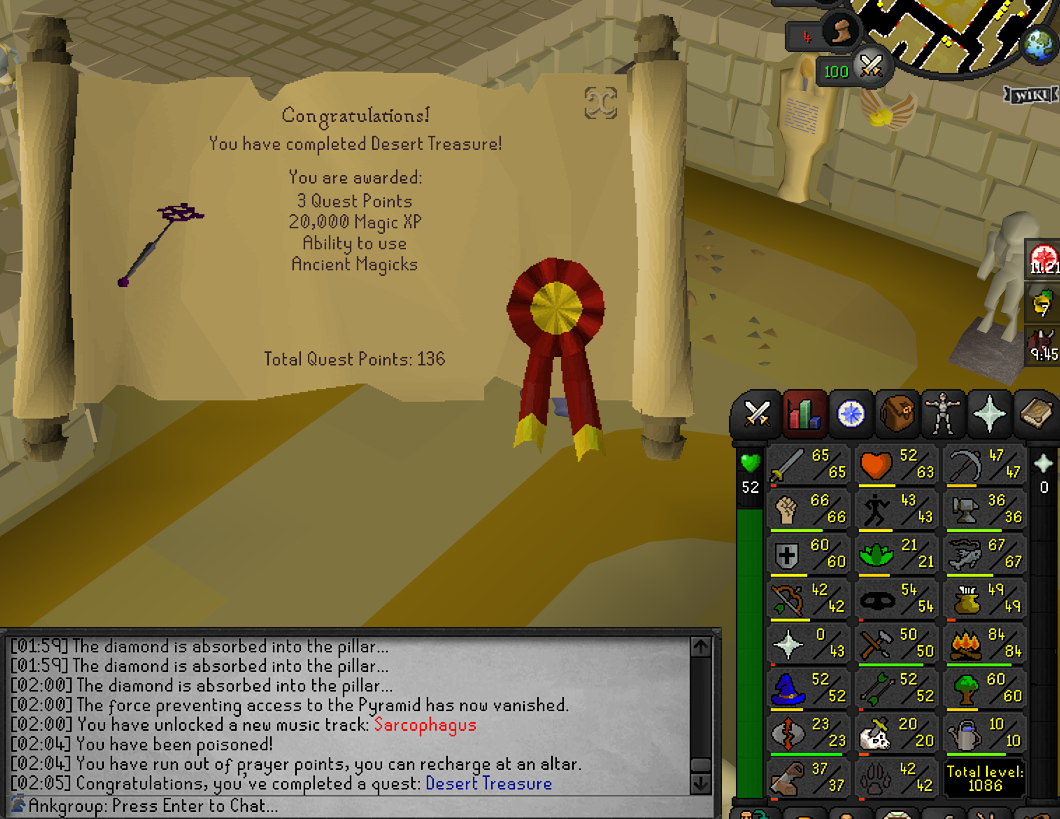 Congratulations!
You have completed Desert Treasure!
You are awarded:
3 Quest Points
20,000 Magic XP
Ability to use
Ancient Magicks
Total Quest Points: 136
4
100
WIKI
11:21
9:45
52
0
65/65 52/63 47/47
66/66 43/43 36/36
60/60 21/21 67/67
42/42 54/54 49/49
0/43 50/50 84/84
52/52 52/52 60/60
23/23 20/20 10/10
37/37 42/42 Total level:
1086
[01:59] The diamond is absorbed into the pillar...
[01:59] The diamond is absorbed into the pillar...
[02:00] The diamond is absorbed into the pillar...
[02:00] The force preventing access to the Pyramid has now vanished.
[02:00] You have unlocked a new music track: Sarcophagus
[02:04] You have been poisoned!
[02:04] You have run out of prayer points, you can recharge at an altar.
[02:05] Congratulations, you've completed a quest: Desert Treasure
Ankgroup: Press Enter to Chat...